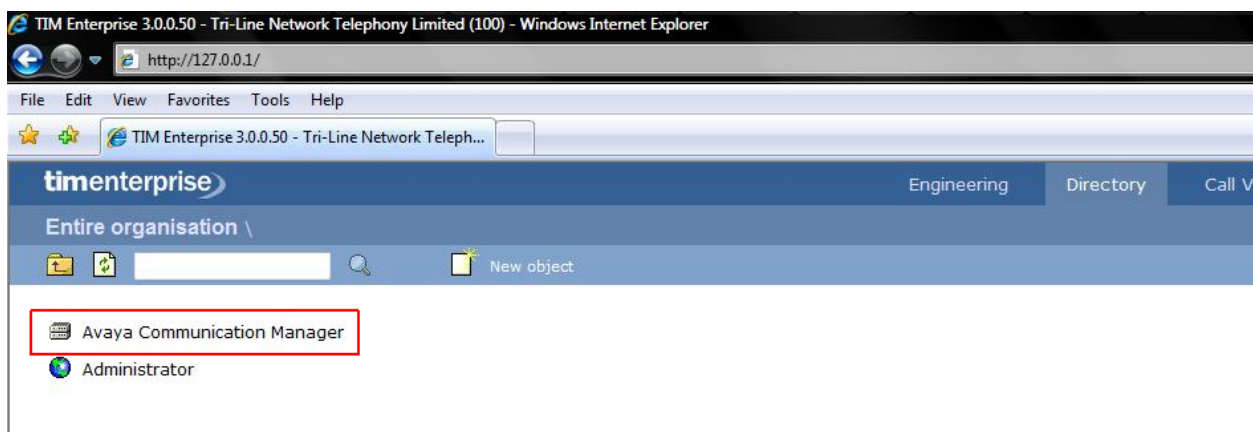 TIM Enterprise 3.0.0.50 - Tri-Line Network Telephony Limited (100) - Windows Internet Explorer
http://127.0.0.1/
File Edit View Favorites Tools Help
TIM Enterprise 3.0.0.50 - Tri-Line Network Teleph...
timenterprise Engineering Directory Call V
Entire organisation \
New object
Avaya Communication Manager
Administrator